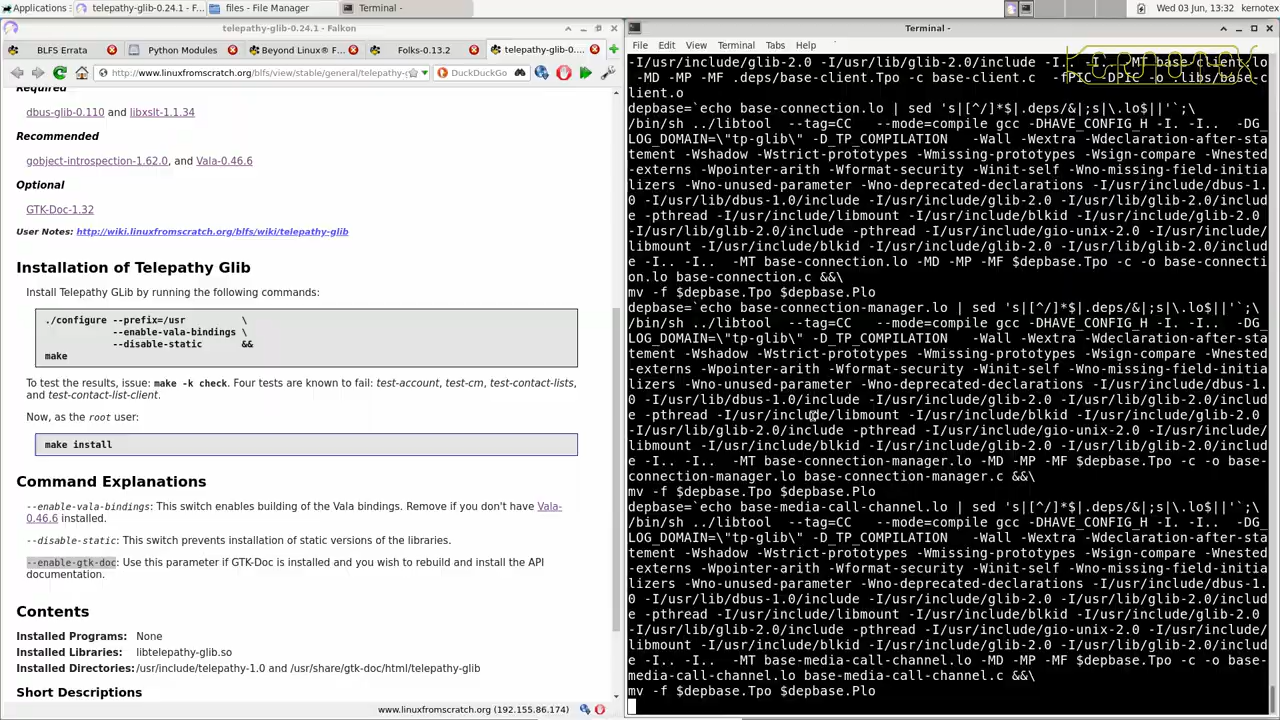 Applications
telepathy-glib-0.24.1 - F...
files - File Manager
Terminal -
Wed 03 Jun, 13:32
kernotex
telepathy-glib-0.24.1 - Falkon
BLFS Errata
Python Modules
Beyond Linux® F...
Folks-0.13.2
telepathy-glib-0....
http://www.linuxfromscratch.org/blfs/view/stable/general/telepathy-g
DuckDuckGo
Required
dbus-glib-0.110 and libxslt-1.1.34
Recommended
gobject-introspection-1.62.0, and Vala-0.46.6
Optional
GTK-Doc-1.32
User Notes: http://wiki.linuxfromscratch.org/blfs/wiki/telepathy-glib
Installation of Telepathy Glib
Install Telepathy GLib by running the following commands:
./configure --prefix=/usr \
--enable-vala-bindings \
--disable-static &&
make
To test the results, issue: make -k check. Four tests are known to fail: test-account, test-cm, test-contact-lists,
and test-contact-list-client.
Now, as the root user:
make install
Command Explanations
--enable-vala-bindings: This switch enables building of the Vala bindings. Remove if you don't have Vala-
0.46.6 installed.
--disable-static: This switch prevents installation of static versions of the libraries.
--enable-gtk-doc: Use this parameter if GTK-Doc is installed and you wish to rebuild and install the API
documentation.
Contents
Installed Programs: None
Installed Libraries: libtelepathy-glib.so
Installed Directories: /usr/include/telepathy-1.0 and /usr/share/gtk-doc/html/telepathy-glib
Short Descriptions
www.linuxfromscratch.org (192.155.86.174)
Terminal -
File Edit View Terminal Tabs Help
-I/usr/include/glib-2.0 -I/usr/lib/glib-2.0/include -I.. -I.. -MT base-client.lo
-MD -MP -MF .deps/base-client.Tpo -c base-client.c -fPIC -DPIC -o .libs/base-c
lient.o
depbase=`echo base-connection.lo | sed 's|[^/]*$|.deps/&|;s|\.lo$||'`;\
/bin/sh ../libtool --tag=CC --mode=compile gcc -DHAVE_CONFIG_H -I. -I.. -DG_
LOG_DOMAIN=\"tp-glib\" -D_TP_COMPILATION -Wall -Wextra -Wdeclaration-after-sta
tement -Wshadow -Wstrict-prototypes -Wmissing-prototypes -Wsign-compare -Wnested
-externs -Wpointer-arith -Wformat-security -Winit-self -Wno-missing-field-initia
lizers -Wno-unused-parameter -Wno-deprecated-declarations -I/usr/include/dbus-1.
0 -I/usr/lib/dbus-1.0/include -I/usr/include/glib-2.0 -I/usr/lib/glib-2.0/includ
e -pthread -I/usr/include/libmount -I/usr/include/blkid -I/usr/include/glib-2.0
-I/usr/lib/glib-2.0/include -pthread -I/usr/include/gio-unix-2.0 -I/usr/include/
libmount -I/usr/include/blkid -I/usr/include/glib-2.0 -I/usr/lib/glib-2.0/includ
e -I.. -I.. -MT base-connection.lo -MD -MP -MF $depbase.Tpo -c -o base-connecti
on.lo base-connection.c &&\
mv -f $depbase.Tpo $depbase.Plo
depbase=`echo base-connection-manager.lo | sed 's|[^/]*$|.deps/&|;s|\.lo$||'`;\
/bin/sh ../libtool --tag=CC --mode=compile gcc -DHAVE_CONFIG_H -I. -I.. -DG_
LOG_DOMAIN=\"tp-glib\" -D_TP_COMPILATION -Wall -Wextra -Wdeclaration-after-sta
tement -Wshadow -Wstrict-prototypes -Wmissing-prototypes -Wsign-compare -Wnested
-externs -Wpointer-arith -Wformat-security -Winit-self -Wno-missing-field-initia
lizers -Wno-unused-parameter -Wno-deprecated-declarations -I/usr/include/dbus-1.
0 -I/usr/lib/dbus-1.0/include -I/usr/include/glib-2.0 -I/usr/lib/glib-2.0/includ
e -pthread -I/usr/include/libmount -I/usr/include/blkid -I/usr/include/glib-2.0
-I/usr/lib/glib-2.0/include -pthread -I/usr/include/gio-unix-2.0 -I/usr/include/
libmount -I/usr/include/blkid -I/usr/include/glib-2.0 -I/usr/lib/glib-2.0/includ
e -I.. -I.. -MT base-connection-manager.lo -MD -MP -MF $depbase.Tpo -c -o base-
connection-manager.lo base-connection-manager.c &&\
mv -f $depbase.Tpo $depbase.Plo
depbase=`echo base-media-call-channel.lo | sed 's|[^/]*$|.deps/&|;s|\.lo$||'`;\
/bin/sh ../libtool --tag=CC --mode=compile gcc -DHAVE_CONFIG_H -I. -I.. -DG_
LOG_DOMAIN=\"tp-glib\" -D_TP_COMPILATION -Wall -Wextra -Wdeclaration-after-sta
tement -Wshadow -Wstrict-prototypes -Wmissing-prototypes -Wsign-compare -Wnested
-externs -Wpointer-arith -Wformat-security -Winit-self -Wno-missing-field-initia
lizers -Wno-unused-parameter -Wno-deprecated-declarations -I/usr/include/dbus-1.
0 -I/usr/lib/dbus-1.0/include -I/usr/include/glib-2.0 -I/usr/lib/glib-2.0/includ
e -pthread -I/usr/include/libmount -I/usr/include/blkid -I/usr/include/glib-2.0
-I/usr/lib/glib-2.0/include -pthread -I/usr/include/gio-unix-2.0 -I/usr/include/
libmount -I/usr/include/blkid -I/usr/include/glib-2.0 -I/usr/lib/glib-2.0/includ
e -I.. -I.. -MT base-media-call-channel.lo -MD -MP -MF $depbase.Tpo -c -o base-
media-call-channel.lo base-media-call-channel.c &&\
mv -f $depbase.Tpo $depbase.Plo